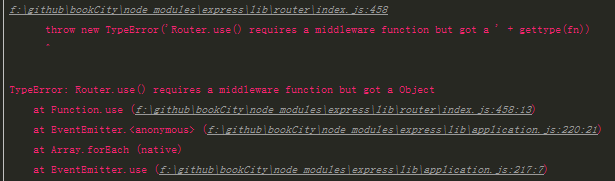 f:\github\bookCity\node_modules\express\lib\router\index.js:458
throw new TypeError('Router.use() requires a middleware function but got a ' + gettype(fn))
^
TypeError: Router.use() requires a middleware function but got a Object
at Function.use (f:\github\bookCity\node_modules\express\lib\router\index.js:458:13)
at EventEmitter.<anonymous> (f:\github\bookCity\node_modules\express\lib\application.js:220:21)
at Array.forEach (native)
at EventEmitter.use (f:\github\bookCity\node_modules\express\lib\application.js:217:7)